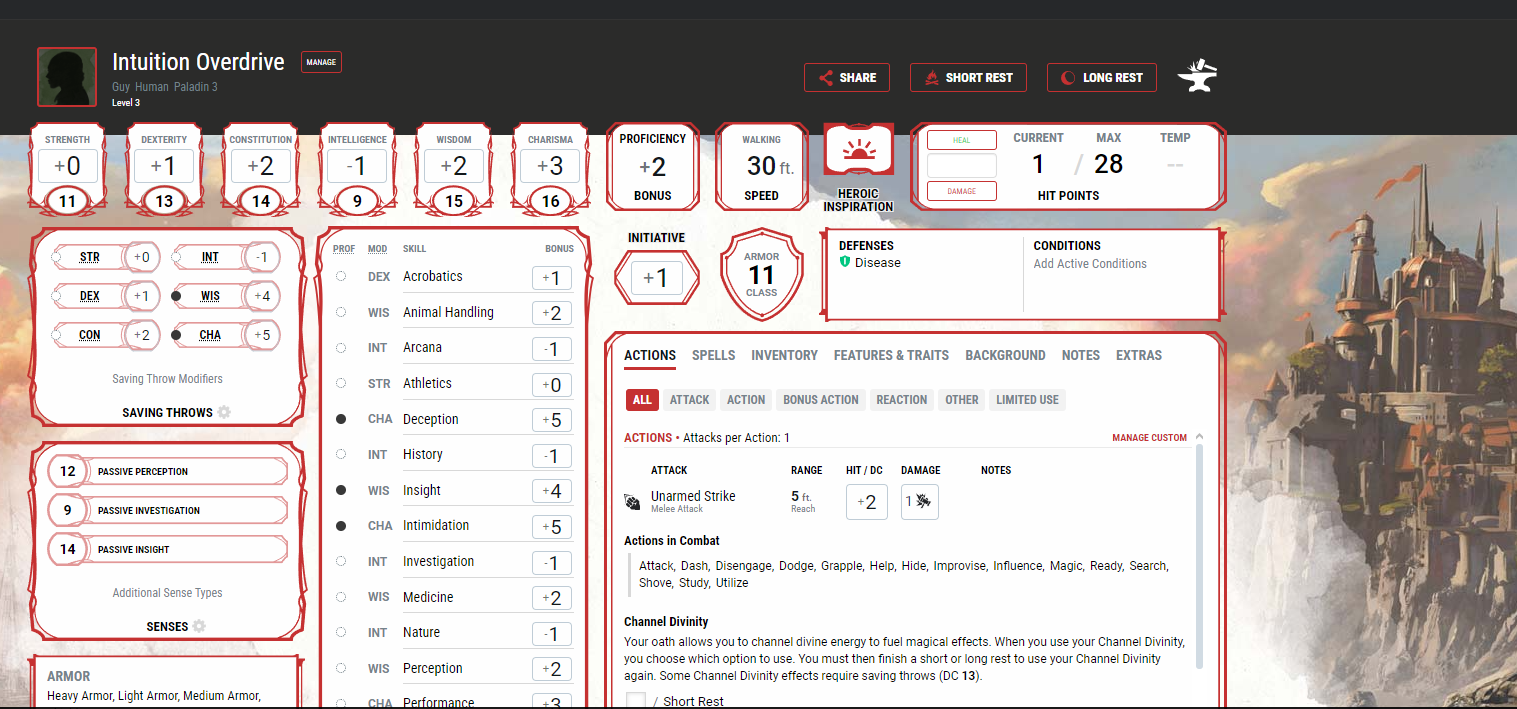 Intuition Overdrive MANAGE
Guy Human Paladin 3
Level 3
SHARE SHORT REST LONG REST
STRENGTH
+0
11
DEXTERITY
+1
13
CONSTITUTION
+2
14
INTELLIGENCE
-1
9
WISDOM
+2
15
CHARISMA
+3
16
PROFICIENCY
+2
BONUS
WALKING
30 ft.
SPEED
HEROIC
INSPIRATION
HEAL
DAMAGE
CURRENT MAX TEMP
1 / 28 --
HIT POINTS
STR +0 INT -1
DEX +1 WIS +4
CON +2 CHA +5
Saving Throw Modifiers
SAVING THROWS
12 PASSIVE PERCEPTION
9 PASSIVE INVESTIGATION
14 PASSIVE INSIGHT
Additional Sense Types
SENSES
ARMOR
Heavy Armor, Light Armor, Medium Armor,
PROF MOD SKILL BONUS
DEX Acrobatics +1
WIS Animal Handling +2
INT Arcana -1
STR Athletics +0
CHA Deception +5
INT History -1
WIS Insight +4
CHA Intimidation +5
INT Investigation -1
WIS Medicine +2
INT Nature -1
WIS Perception +2
CHA Performance +3
INITIATIVE
+1
ARMOR
11
CLASS
DEFENSES
Disease
CONDITIONS
Add Active Conditions
ACTIONS SPELLS INVENTORY FEATURES & TRAITS BACKGROUND NOTES EXTRAS
ALL ATTACK ACTION BONUS ACTION REACTION OTHER LIMITED USE
ACTIONS • Attacks per Action: 1 MANAGE CUSTOM
ATTACK RANGE HIT / DC DAMAGE NOTES
Unarmed Strike 5 ft. +2 1
Melee Attack Reach
Actions in Combat
Attack, Dash, Disengage, Dodge, Grapple, Help, Hide, Improvise, Influence, Magic, Ready, Search,
Shove, Study, Utilize
Channel Divinity
Your oath allows you to channel divine energy to fuel magical effects. When you use your Channel Divinity,
you choose which option to use. You must then finish a short or long rest to use your Channel Divinity
again. Some Channel Divinity effects require saving throws (DC 13).
/ Short Rest